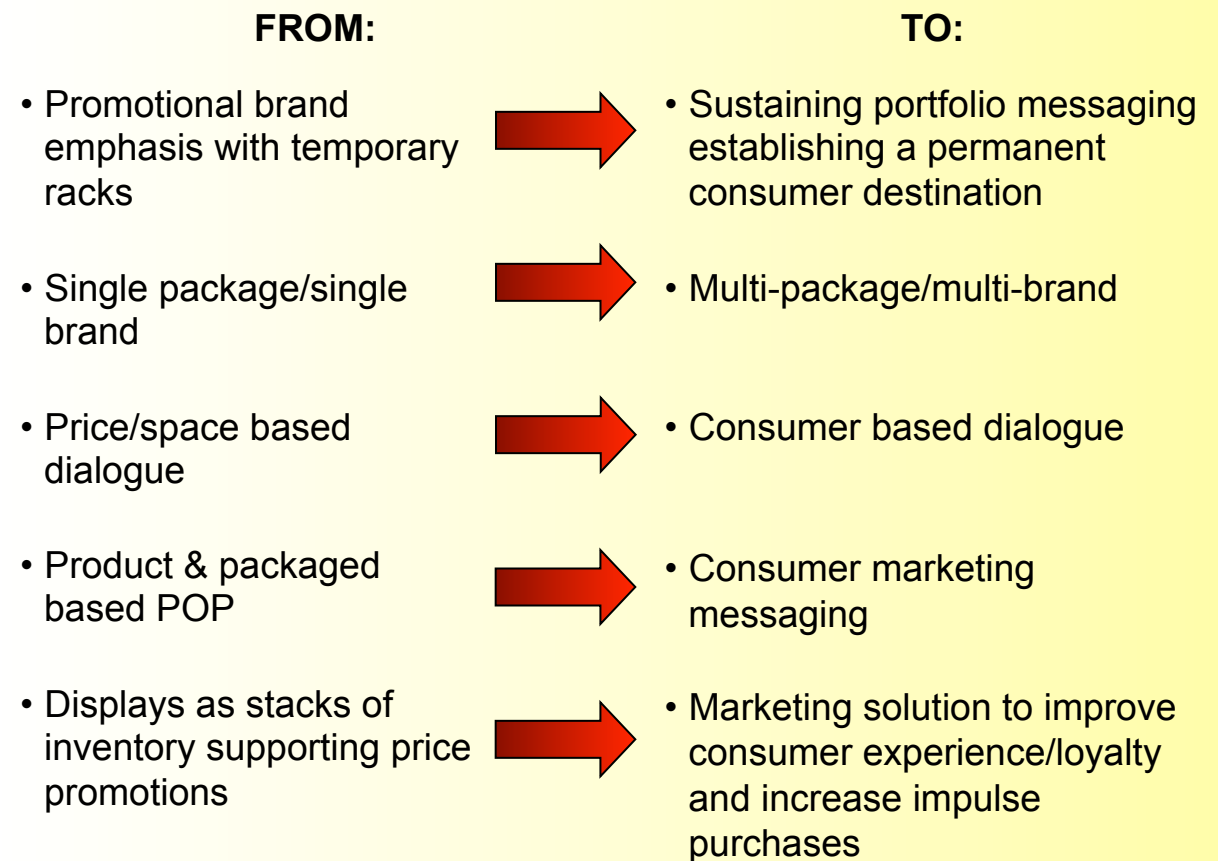 FROM:
TO:
• Promotional brand
emphasis with temporary
racks
• Sustaining portfolio messaging
establishing a permanent
consumer destination
• Single package/single
brand
• Multi-package/multi-brand
• Price/space based
dialogue
• Consumer based dialogue
• Product & packaged
based POP
• Consumer marketing
messaging
• Displays as stacks of
inventory supporting price
promotions
• Marketing solution to improve
consumer experience/loyalty
and increase impulse
purchases